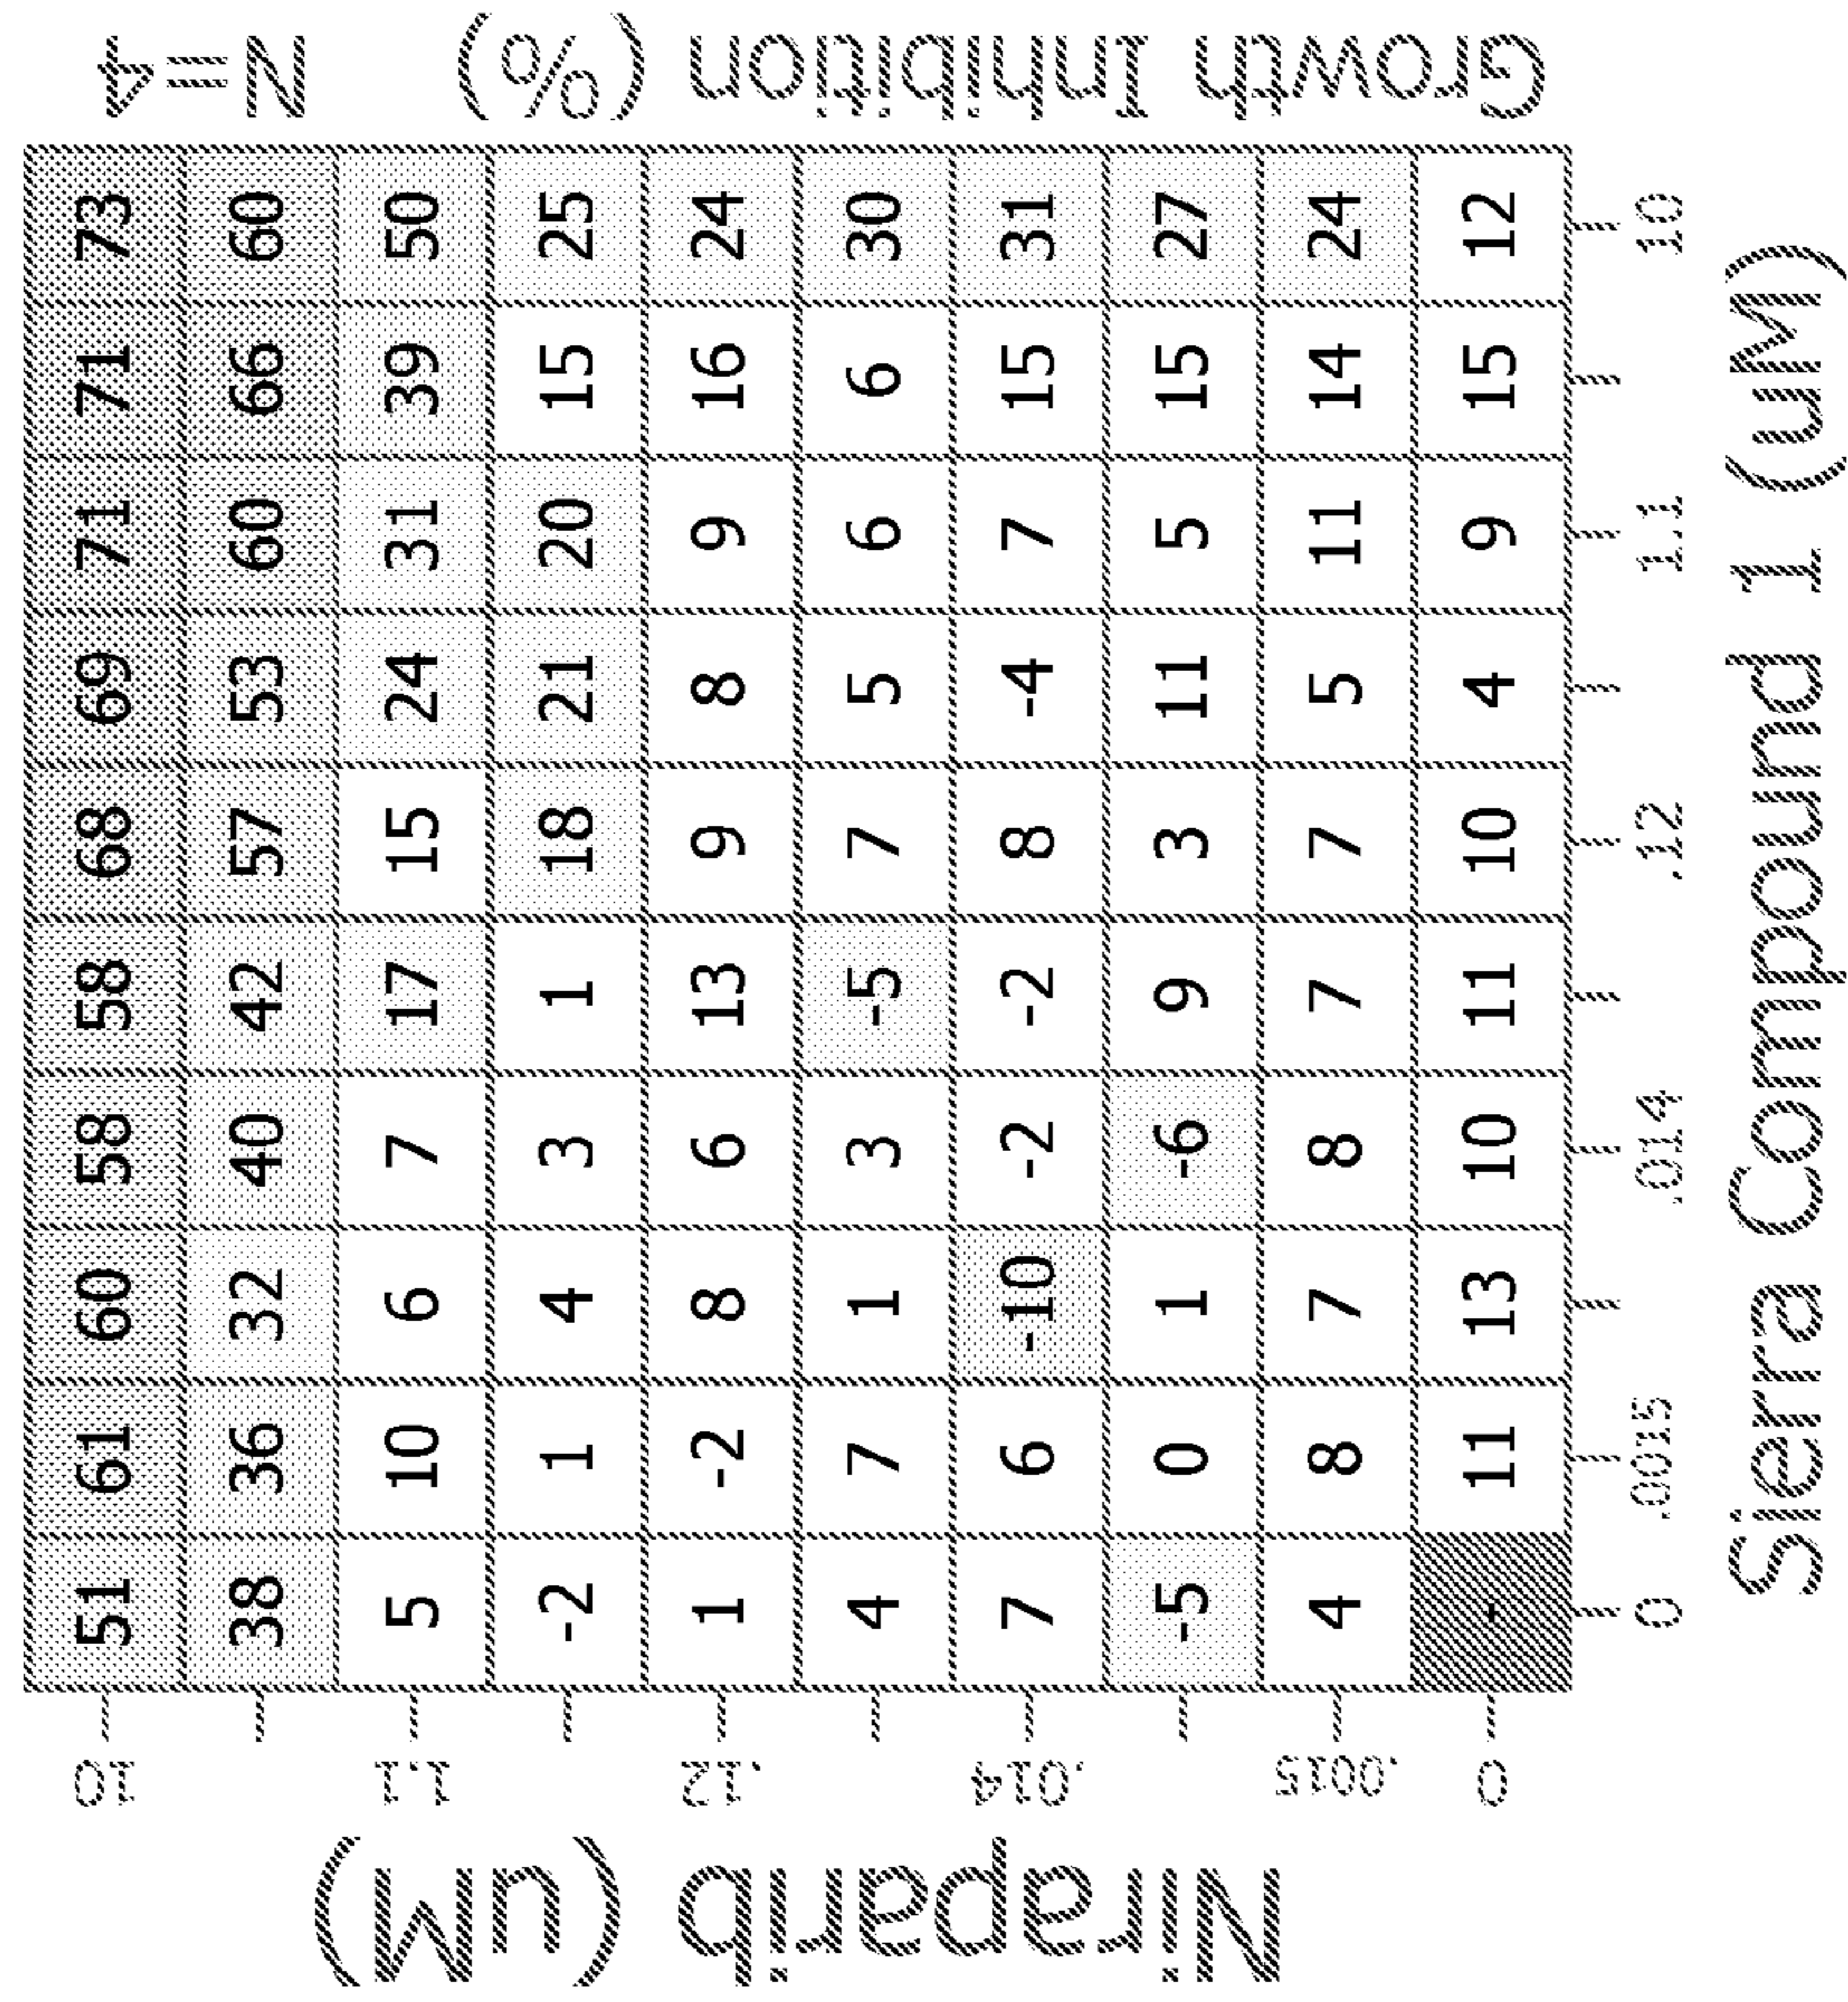 N=4
Growth Inhibition (%)
Niraparib (uM)
10 51 61 60 58 58 68 69 71 71 73
38 36 32 40 42 57 53 60 66 60
1.1 5 10 6 7 17 15 24 31 39 50
-2 1 4 3 1 18 21 20 15 25
.12 1 -2 8 6 13 9 8 9 16 24
4 7 1 3 -5 7 5 6 6 30
.014 7 6 -10 -2 -2 8 -4 7 15 31
-5 0 1 -6 9 3 11 5 15 27
.0015 4 8 7 8 7 7 5 11 14 24
0 - 11 13 10 11 10 4 9 15 12
0 .0015 .014 .12 1.1 10
Sierra Compound 1 (uM)